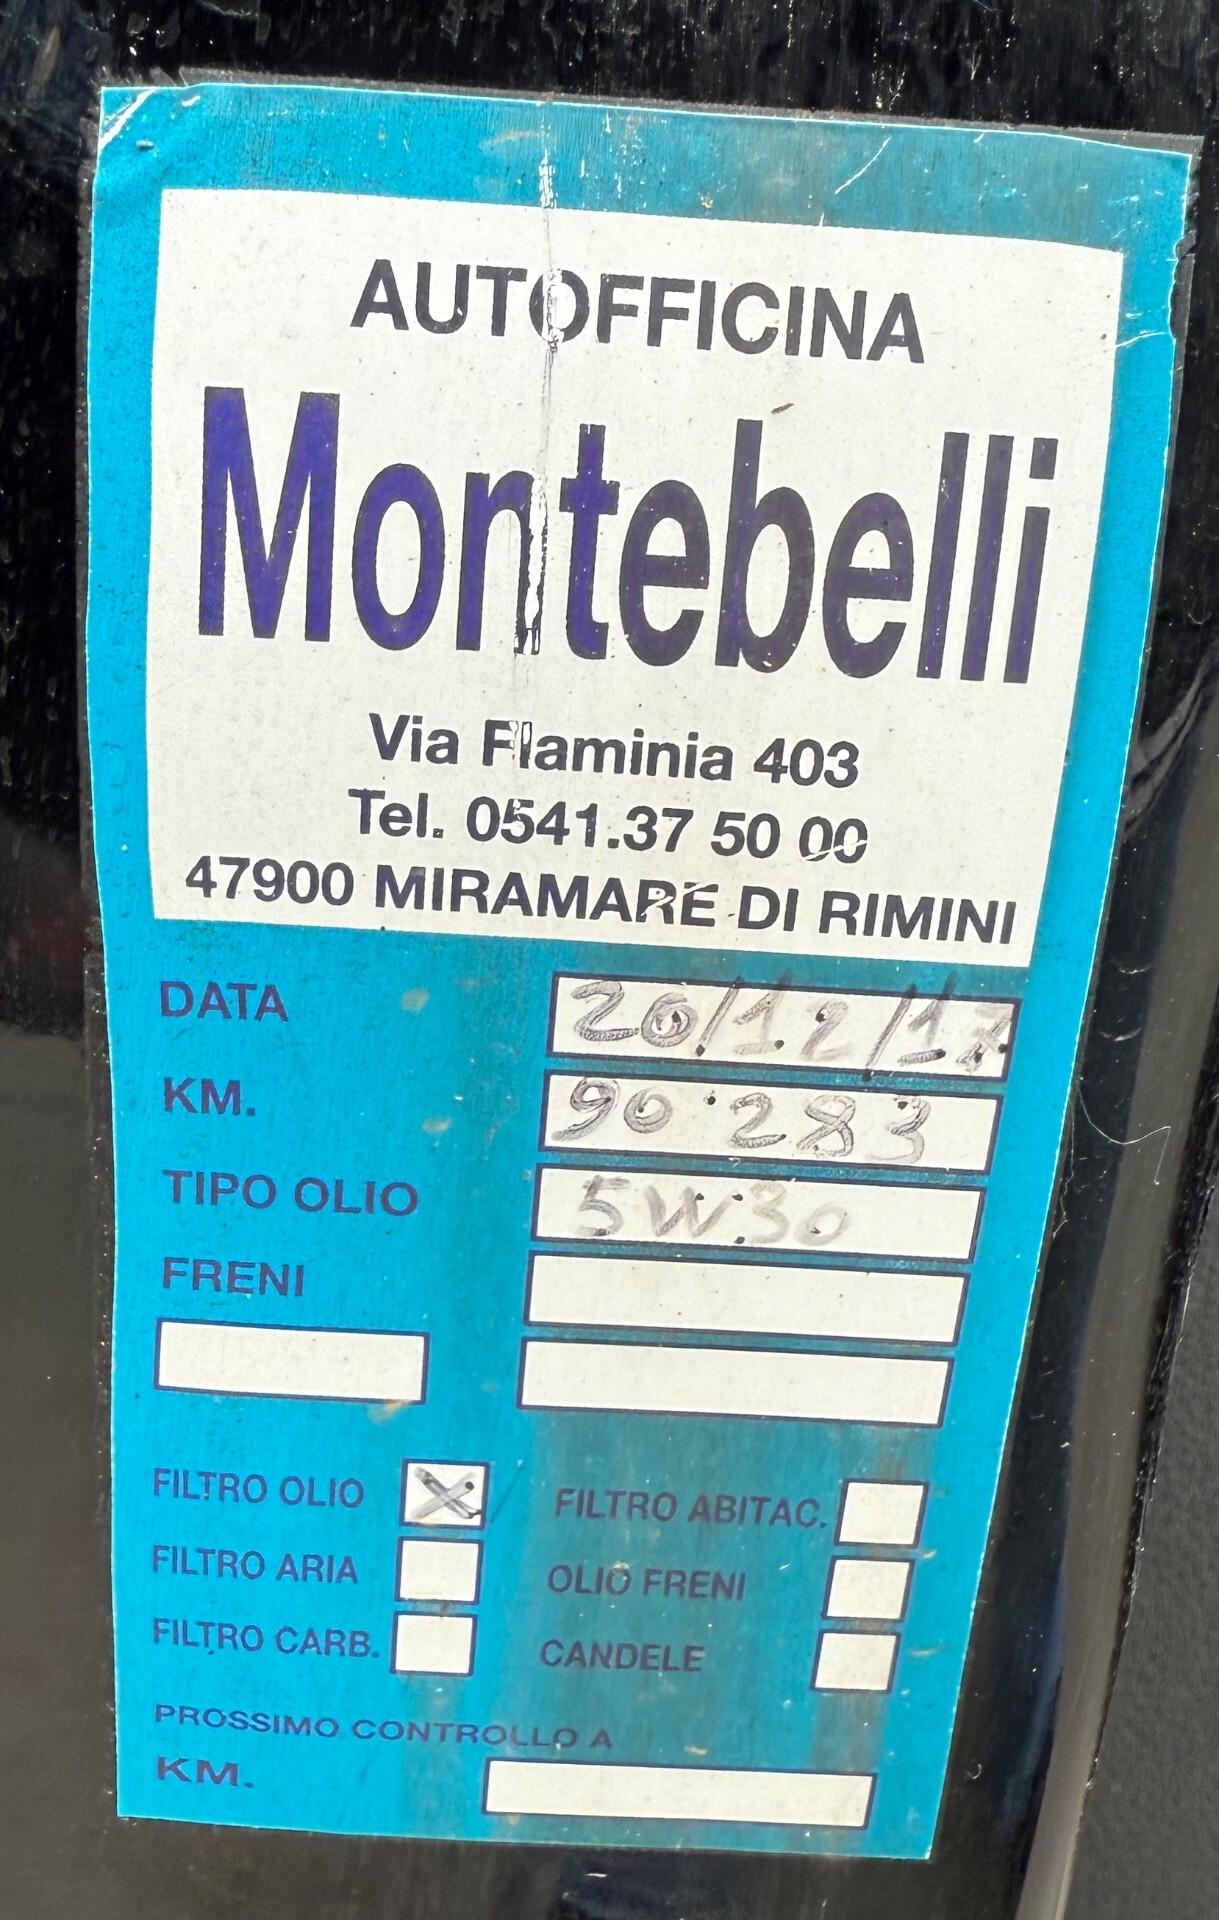 AUTOFFICINA
Montebelli
Via Flaminia 403
Tel. 0541.37 50 00
47900 MIRAMARE DI RIMINI
DATA 20/12/17
KM. 90 283
TIPO OLIO 5W30
FRENI
FILTRO OLIO X FILTRO ABITAC.
FILTRO ARIA OLIO FRENI
FILTRO CARB. CANDELE
PROSSIMO CONTROLLO A
KM.